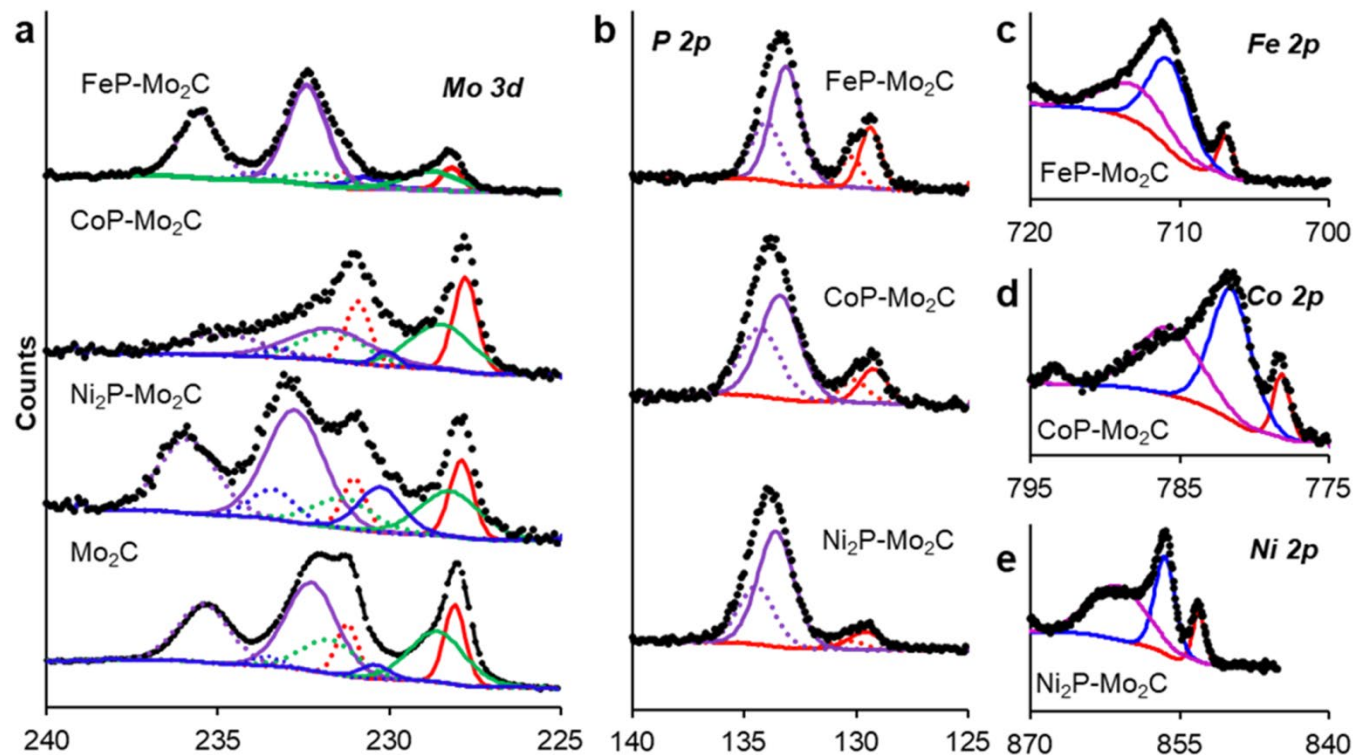 a
Mo 3d
FeP-Mo₂C
CoP-Mo₂C
Ni₂P-Mo₂C
Mo₂C
Counts
240 235 230 225
b
P 2p
FeP-Mo₂C
CoP-Mo₂C
Ni₂P-Mo₂C
140 135 130 125
c
Fe 2p
FeP-Mo₂C
720 710 700
d
Co 2p
CoP-Mo₂C
795 785 775
e
Ni 2p
Ni₂P-Mo₂C
870 855 840